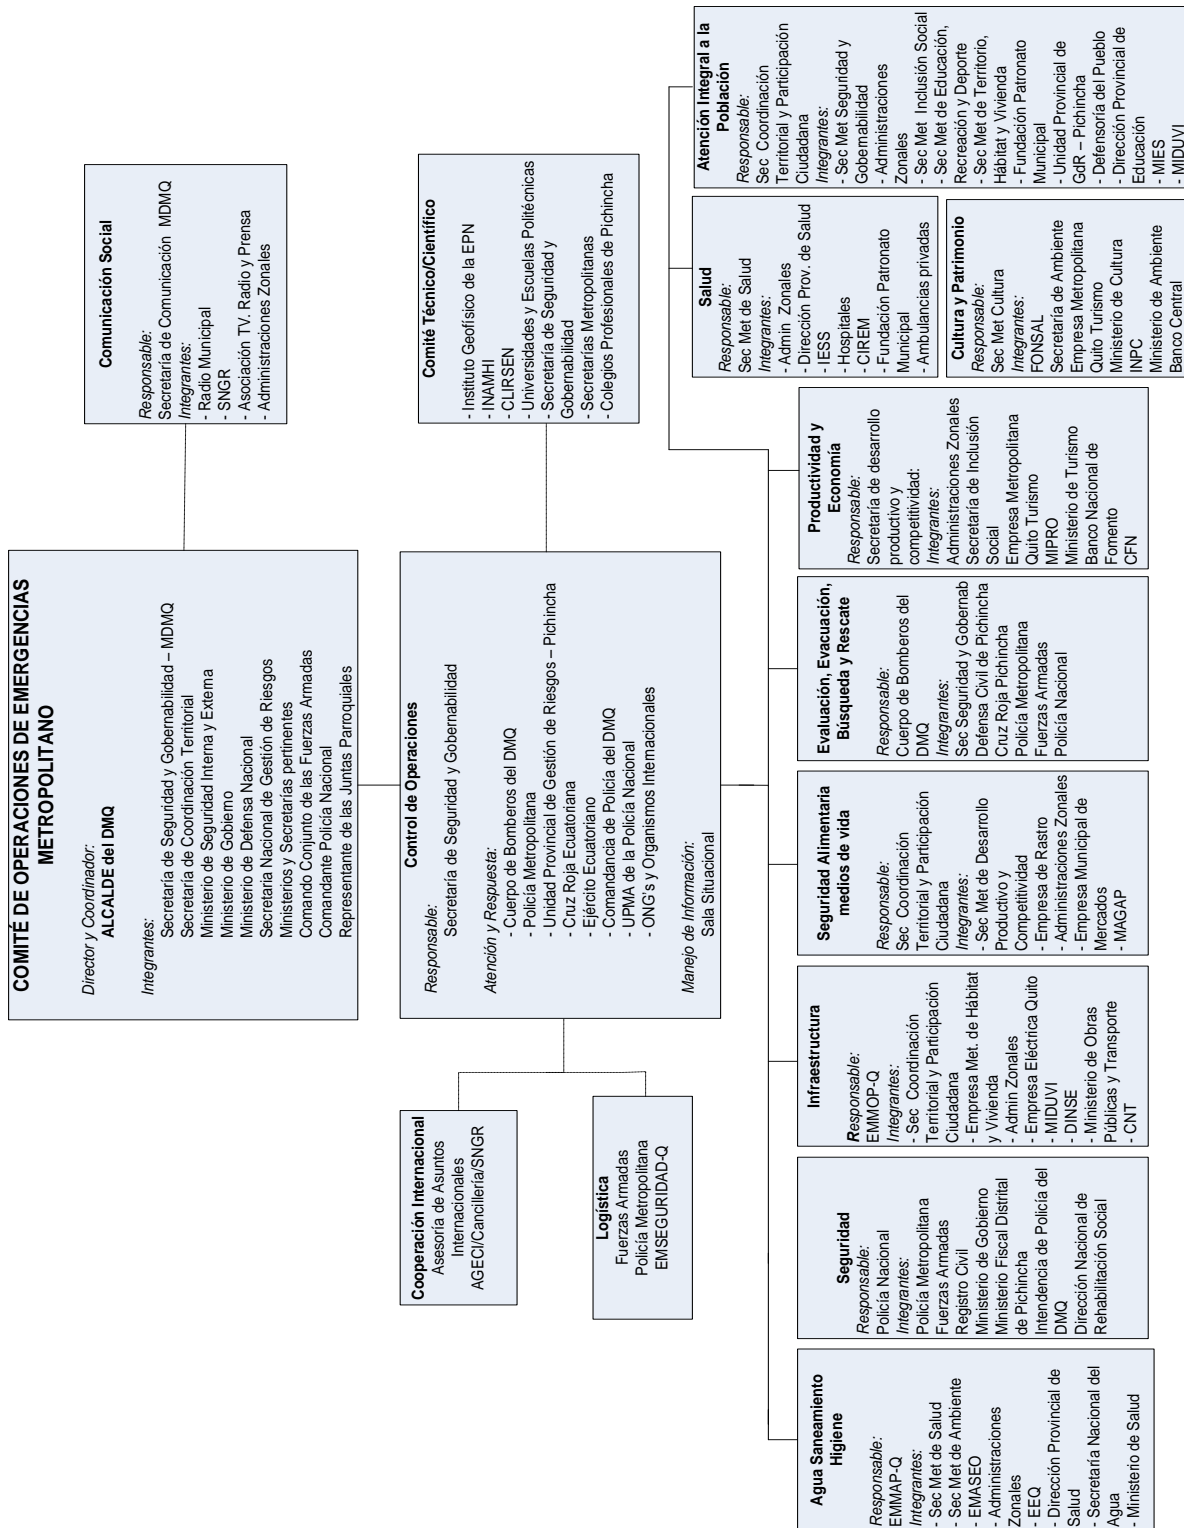 COMITÉ DE OPERACIONES DE EMERGENCIAS
METROPOLITANO
Director y Coordinador:
ALCALDE del DMQ
Integrantes:
Secretaría de Seguridad y Gobernabilidad – MDMQ
Secretaría de Coordinación Territorial
Ministerio de Seguridad Interna y Externa
Ministerio de Gobierno
Ministerio de Defensa Nacional
Secretaría Nacional de Gestión de Riesgos
Ministerios y Secretarías pertinentes
Comando Conjunto de las Fuerzas Armadas
Comandante Policía Nacional
Representante de las Juntas Parroquiales
Comunicación Social
Responsable:
Secretaría de Comunicación MDMQ
Integrantes:
- Radio Municipal
- SNGR
- Asociación TV. Radio y Prensa
- Administraciones Zonales
Control de Operaciones
Responsable:
Secretaría de Seguridad y Gobernabilidad
Atención y Respuesta:
- Cuerpo de Bomberos del DMQ
- Policía Metropolitana
- Unidad Provincial de Gestión de Riesgos – Pichincha
- Cruz Roja Ecuatoriana
- Ejército Ecuatoriano
- Comandancia de Policía del DMQ
- UPMA de la Policía Nacional
- ONG's y Organismos Internacionales
Manejo de Información:
Sala Situacional
Comité Técnico/Científico
- Instituto Geofísico de la EPN
- INAMHI
- CLIRSEN
- Universidades y Escuelas Politécnicas
- Secretaría de Seguridad y
Gobernabilidad
- Secretarías Metropolitanas
- Colegios Profesionales de Pichincha
Cooperación Internacional
Asesoría de Asuntos
Internacionales
AGECI/Cancillería/SNGR
Logística
Fuerzas Armadas
Policía Metropolitana
EMSEGURIDAD-Q
Agua Saneamiento
Higiene
Responsable:
EMMAP-Q
Integrantes:
- Sec Met de Salud
- Sec Met de Ambiente
- EMASEO
- Administraciones
Zonales
- EEQ
- Dirección Provincial de
Salud
- Secretaría Nacional del
Agua
- Ministerio de Salud
Seguridad
Responsable:
Policía Nacional
Integrantes:
Policía Metropolitana
Fuerzas Armadas
Registro Civil
Ministerio de Gobierno
Ministerio Fiscal Distrital
de Pichincha
Intendencia de Policía del
DMQ
Dirección Nacional de
Rehabilitación Social
Infraestructura
Responsable:
EMMOP-Q
Integrantes:
- Sec Coordinación
Territorial y Participación
Ciudadana
- Empresa Met. de Hábitat
y Vivienda
- Admin Zonales
- Empresa Eléctrica Quito
- MIDUVI
- DINSE
- Ministerio de Obras
Públicas y Transporte
- CNT
Seguridad Alimentaria
medios de vida
Responsable:
Sec Coordinación
Territorial y Participación
Ciudadana
Integrantes:
- Sec Met de Desarrollo
Productivo y
Competitividad
- Empresa de Rastro
- Administraciones Zonales
- Empresa Municipal de
Mercados
- MAGAP
Evaluación, Evacuación,
Búsqueda y Rescate
Responsable:
Cuerpo de Bomberos del
DMQ
Integrantes:
Sec Seguridad y Gobernab
Defensa Civil de Pichincha
Cruz Roja Pichincha
Policía Metropolitana
Fuerzas Armadas
Policía Nacional
Productividad y
Economía
Responsable:
Secretaría de desarrollo
productivo y
competitividad:
Integrantes:
Administraciones Zonales
Secretaría de Inclusión
Social
Empresa Metropolitana
Quito Turismo
MIPRO
Ministerio de Turismo
Banco Nacional de
Fomento
CFN
Salud
Responsable:
Sec Met de Salud
Integrantes:
- Admin Zonales
- Dirección Prov. de Salud
- IESS
- Hospitales
- CIREM
- Fundación Patronato
Municipal
- Ambulancias privadas
Cultura y Patrimonio
Responsable:
Sec Met Cultura
Integrantes:
FONSAL
Secretaría de Ambiente
Empresa Metropolitana
Quito Turismo
Ministerio de Cultura
INPC
Ministerio de Ambiente
Banco Central
Atención Integral a la
Población
Responsable:
Sec Coordinación
Territorial y Participación
Ciudadana
Integrantes:
- Sec Met Seguridad y
Gobernabilidad
- Administraciones
Zonales
- Sec Met Inclusión Social
- Sec Met de Educación,
Recreación y Deporte
- Sec Met de Territorio,
Hábitat y Vivienda
- Fundación Patronato
Municipal
- Unidad Provincial de
GdR – Pichincha
- Defensoría del Pueblo
- Dirección Provincial de
Educación
- MIES
- MIDUVI